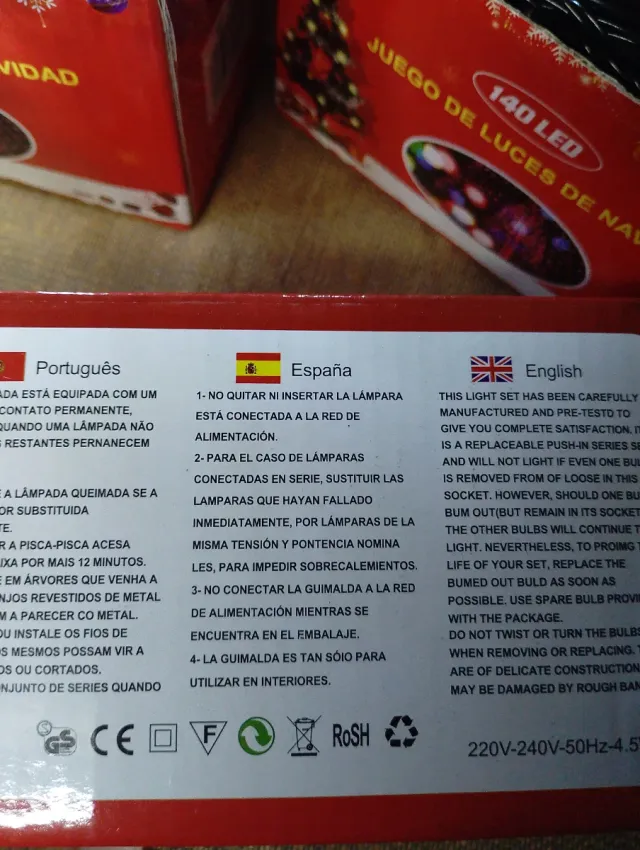 VIDAD
JUEGO DE LUCES DE NAV
140 LED
Português
ADA ESTÁ EQUIPADA COM UM
CONTATO PERMANENTE,
QUANDO UMA LÂMPADA NÃO
S RESTANTES PERMANECEM
E A LÂMPADA QUEIMADA SE A
OR SUBSTITUIDA
TE.
R A PISCA-PISCA ACESA
IXA POR MAIS 12 MINUTOS.
E EM ÁRVORES QUE VENHA A
NJOS REVESTIDOS DE METAL
M A PARECER CO METAL.
OU INSTALE OS FIOS DE
OS MESMOS POSSAM VIR A
OS OU CORTADOS.
ONJUNTO DE SERIES QUANDO
España
1- NO QUITAR NI INSERTAR LA LÁMPARA
ESTÁ CONECTADA A LA RED DE
ALIMENTACIÓN.
2- PARA EL CASO DE LÁMPARAS
CONECTADAS EN SERIE, SUSTITUIR LAS
LAMPARAS QUE HAYAN FALLADO
INMEDIATAMENTE, POR LÁMPARAS DE LA
MISMA TENSIÓN Y POTENCIA NOMINA
LES, PARA IMPEDIR SOBRECALEMIENTOS.
3- NO CONECTAR LA GUIMALDA A LA RED
DE ALIMENTACIÓN MIENTRAS SE
ENCUENTRA EN EL EMBALAJE.
4- LA GUIMALDA ES TAN SÓIO PARA
UTILIZAR EN INTERIORES.
English
THIS LIGHT SET HAS BEEN CAREFULLY
MANUFACTURED AND PRE-TESTD TO
GIVE YOU COMPLETE SATISFACTION. IT
IS A REPLACEABLE PUSH-IN SERIES SE
AND WILL NOT LIGHT IF EVEN ONE BUL
IS REMOVED FROM OF LOOSE IN THIS
SOCKET. HOWEVER, SHOULD ONE BU
BUM OUT(BUT REMAIN IN ITS SOCKET
THE OTHER BULBS WILL CONTINUE T
LIGHT. NEVERTHELESS, TO PROIMG T
LIFE OF YOUR SET, REPLACE THE
BUMED OUT BULD AS SOON AS
POSSIBLE. USE SPARE BULB PROVI
WITH THE PACKAGE.
DO NOT TWIST OR TURN THE BULBS
WHEN REMOVING OR REPLACING. T
ARE OF DELICATE CONSTRUCTION
MAY BE DAMAGED BY ROUGH BAN
S GS CE F RoSH
220V-240V-50Hz-4.5